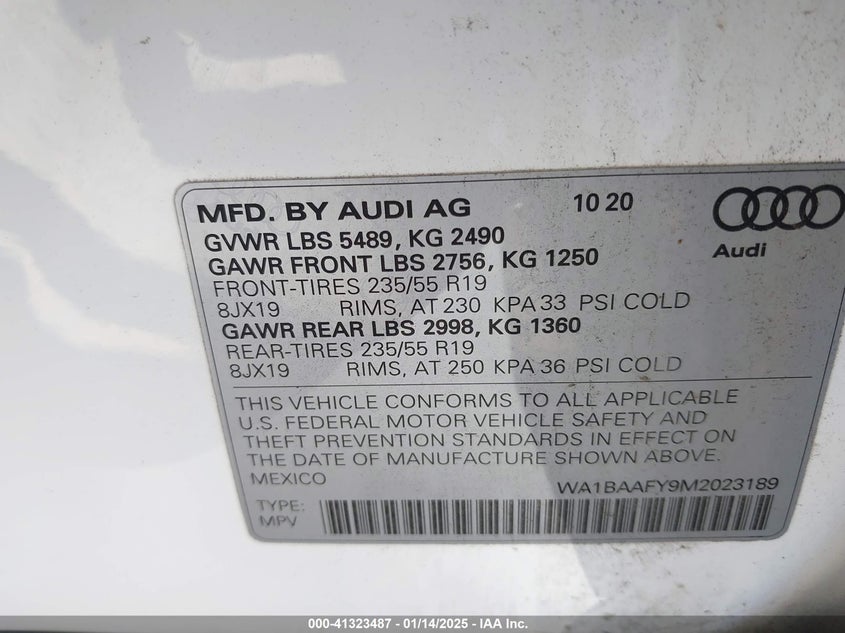 MFD. BY AUDI AG 10 20
GVWR LBS 5489, KG 2490
GAWR FRONT LBS 2756, KG 1250
Audi
FRONT-TIRES 235/55 R19
8JX19 RIMS, AT 230 KPA 33 PSI COLD
GAWR REAR LBS 2998, KG 1360
REAR-TIRES 235/55 R19
8JX19 RIMS, AT 250 KPA 36 PSI COLD
THIS VEHICLE CONFORMS TO ALL APPLICABLE
U.S. FEDERAL MOTOR VEHICLE SAFETY AND
THEFT PREVENTION STANDARDS IN EFFECT ON
THE DATE OF MANUFACTURE SHOWN ABOVE.
MEXICO
WA1BAAFY9M2023189
TYPE:
MPV
000-41323487 - 01/14/2025 - IAA Inc.